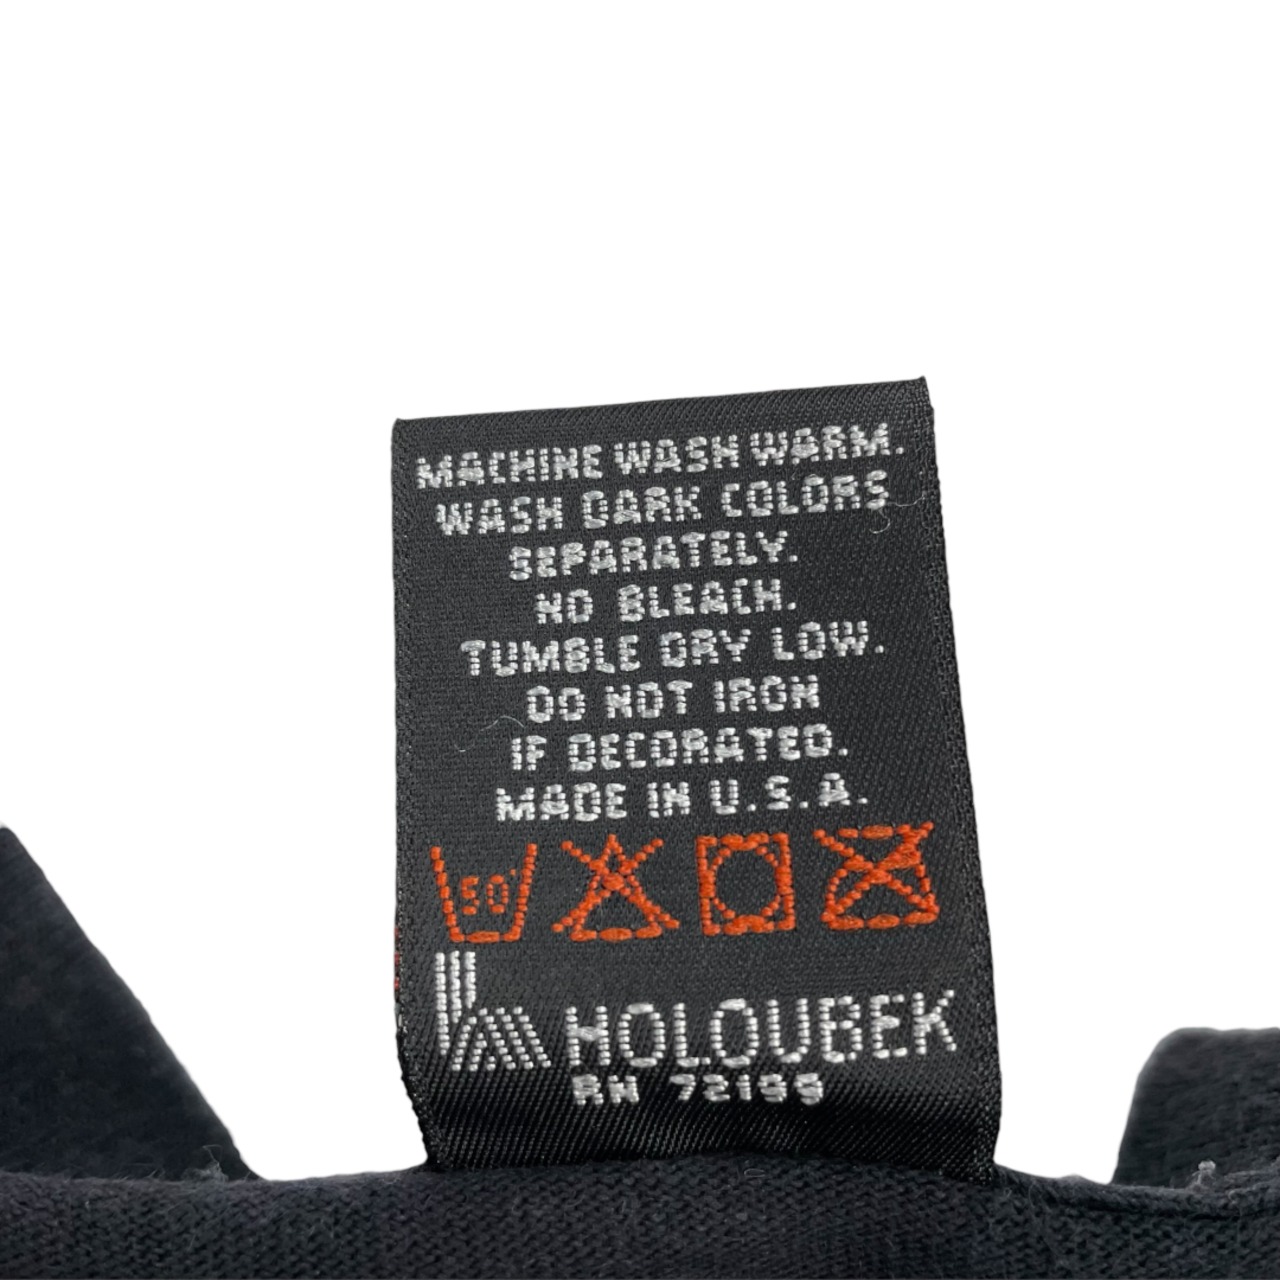 MACHINE WASH WARM.
WASH DARK COLORS
SEPARATELY.
NO BLEACH.
TUMBLE DRY LOW.
DO NOT IRON
IF DECORATED.
MADE IN U.S.A.
50°
HOLOUBEK
RN 72199